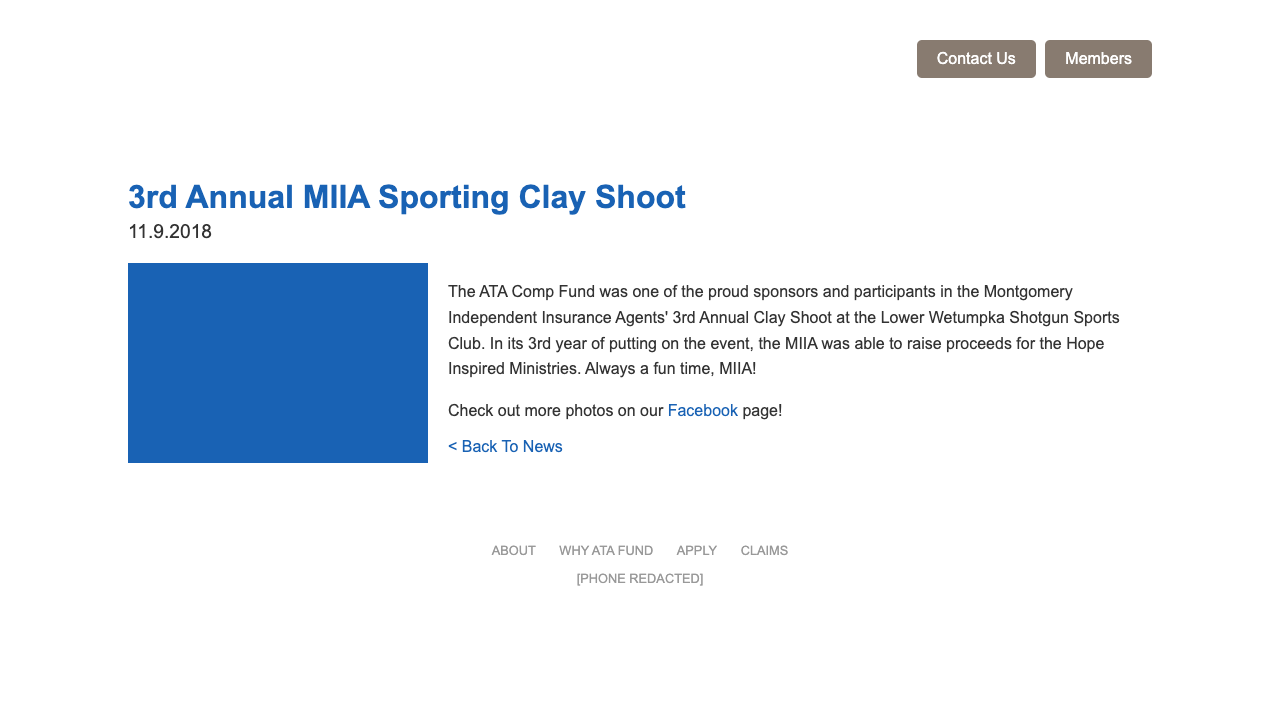 Contact Us Members
3rd Annual MIIA Sporting Clay Shoot
11.9.2018
The ATA Comp Fund was one of the proud sponsors and participants in the Montgomery
Independent Insurance Agents' 3rd Annual Clay Shoot at the Lower Wetumpka Shotgun Sports
Club. In its 3rd year of putting on the event, the MIIA was able to raise proceeds for the Hope
Inspired Ministries. Always a fun time, MIIA!
Check out more photos on our Facebook page!
< Back To News
ABOUT WHY ATA FUND APPLY CLAIMS
[PHONE REDACTED]